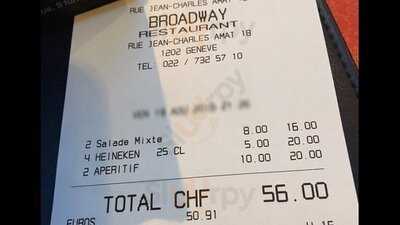 RUE JEAN-CHARLES AMAT 18
BROADWAY
RESTAURANT
RUE JEAN-CHARLES AMAT 18
1202 GENEVE
TEL 022 / 732 57 10
2 Salade Mixte 8.00 16.00
4 HEINEKEN 25 CL 5.00 20.00
2 APERITIF 10.00 20.00
TOTAL CHF 56.00
EUROS 50.91